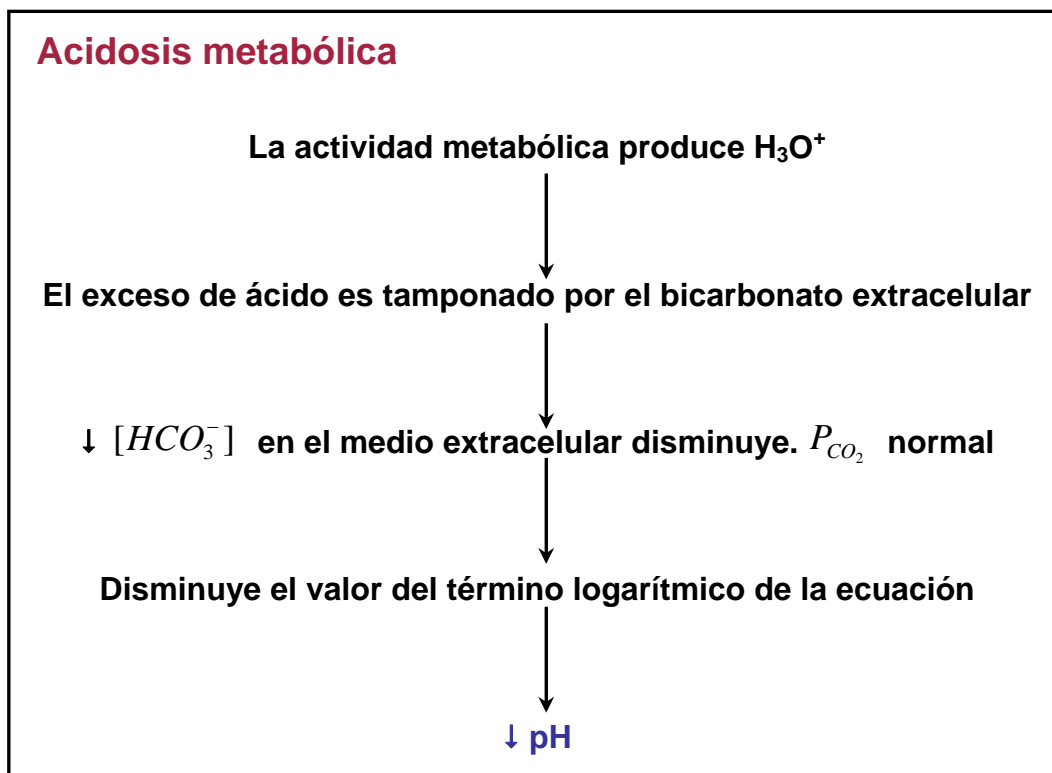 Acidosis metabólica
La actividad metabólica produce H₃O⁺
El exceso de ácido es tamponado por el bicarbonato extracelular
↓ [HCO₃⁻] en el medio extracelular disminuye. P_CO₂ normal
Disminuye el valor del término logarítmico de la ecuación
↓ pH